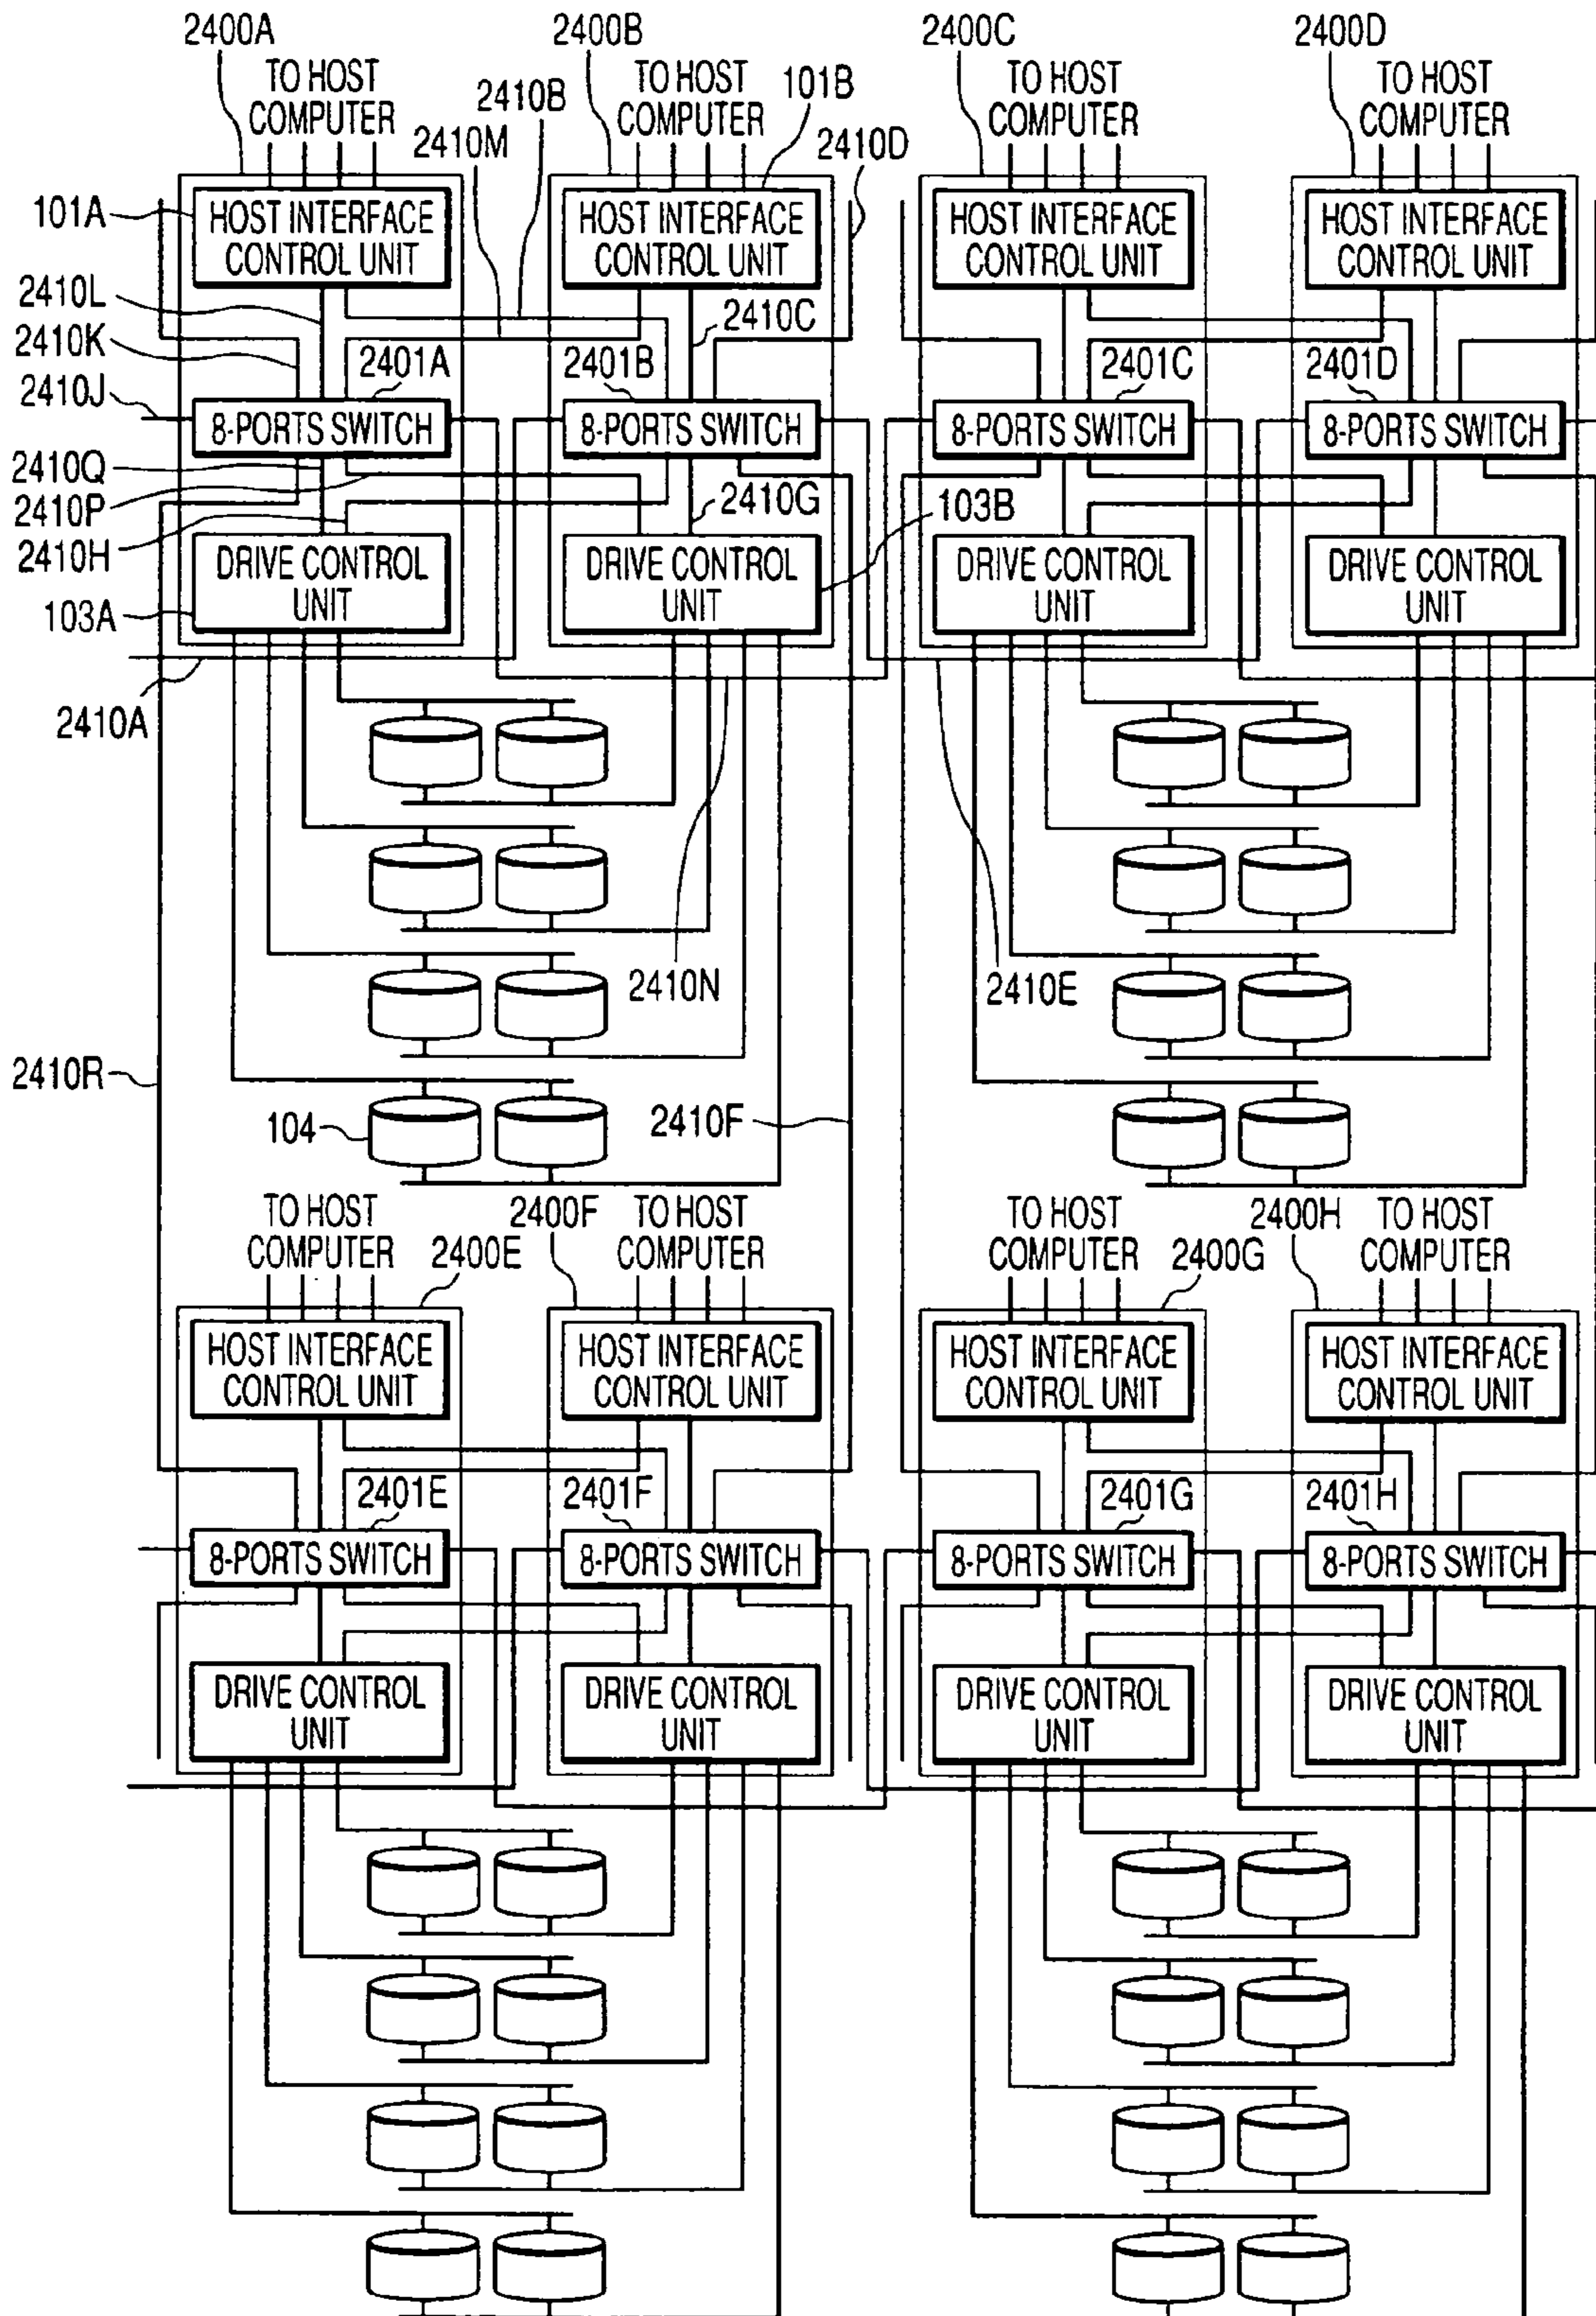 2400A
2400B
2400C
2400D
TO HOST
COMPUTER
2410B
2410M
TO HOST
COMPUTER
101B
2410D
TO HOST
COMPUTER
TO HOST
COMPUTER
101A
HOST INTERFACE
CONTROL UNIT
HOST INTERFACE
CONTROL UNIT
HOST INTERFACE
CONTROL UNIT
HOST INTERFACE
CONTROL UNIT
2410L
2410K
2410J
2410C
2401A
2401B
2401C
2401D
8-PORTS SWITCH
8-PORTS SWITCH
8-PORTS SWITCH
8-PORTS SWITCH
2410Q
2410P
2410H
2410G
103B
DRIVE CONTROL
UNIT
DRIVE CONTROL
UNIT
DRIVE CONTROL
UNIT
DRIVE CONTROL
UNIT
103A
2410A
2410N
2410E
2410R
104
2410F
TO HOST
COMPUTER
2400E
2400F
TO HOST
COMPUTER
TO HOST
COMPUTER
2400G
2400H
TO HOST
COMPUTER
HOST INTERFACE
CONTROL UNIT
HOST INTERFACE
CONTROL UNIT
HOST INTERFACE
CONTROL UNIT
HOST INTERFACE
CONTROL UNIT
2401E
2401F
2401G
2401H
8-PORTS SWITCH
8-PORTS SWITCH
8-PORTS SWITCH
8-PORTS SWITCH
DRIVE CONTROL
UNIT
DRIVE CONTROL
UNIT
DRIVE CONTROL
UNIT
DRIVE CONTROL
UNIT